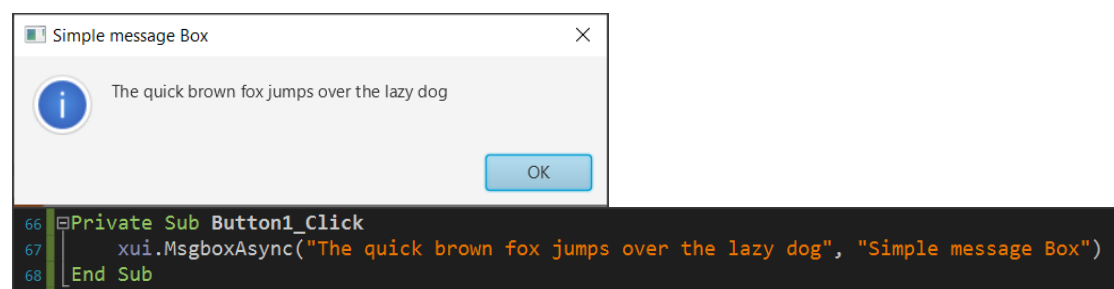 Simple message Box
The quick brown fox jumps over the lazy dog
OK
66 Private Sub Button1_Click
67 xui.MsgboxAsync("The quick brown fox jumps over the lazy dog", "Simple message Box")
68 End Sub